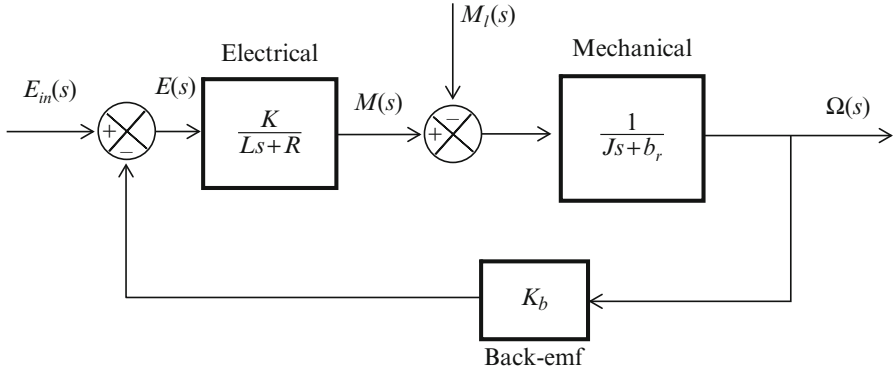 M_l(s)
Electrical
Mechanical
E_in(s)
E(s)
M(s)
Ω(s)
+
−
K
Ls+R
+
−
1
Js+b_r
K_b
Back-emf